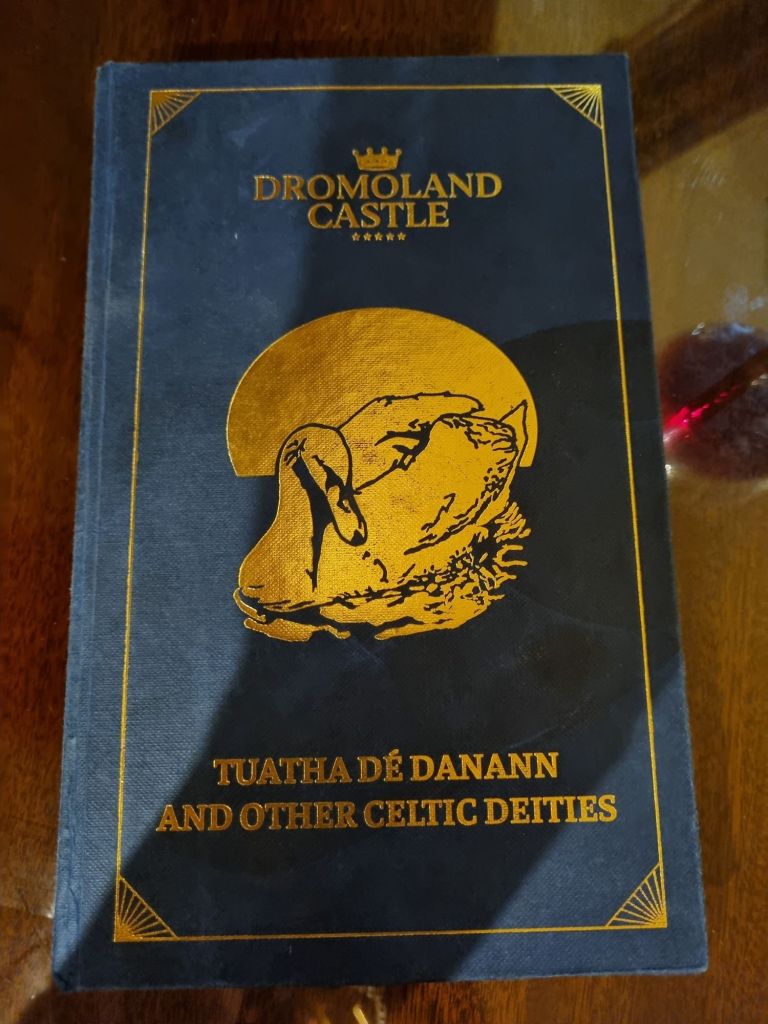 DROMOLAND
CASTLE
TUATHA DÉ DANANN
AND OTHER CELTIC DEITIES